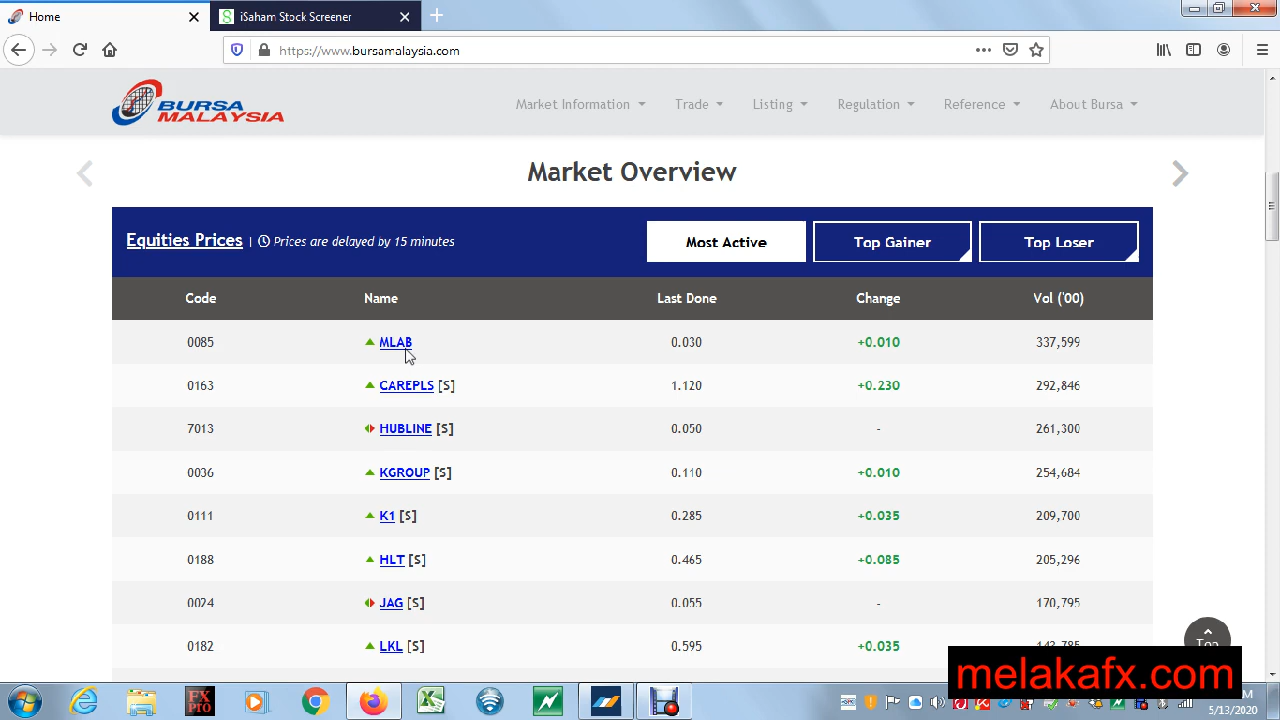 Home
iSaham Stock Screener
https://www.bursamalaysia.com
BURSA
MALAYSIA
Market Information
Trade
Listing
Regulation
Reference
About Bursa
Market Overview
Equities Prices | Prices are delayed by 15 minutes
Most Active
Top Gainer
Top Loser
Code Name Last Done Change Vol ('00)
0085 MLAB 0.030 +0.010 337,599
0163 CAREPLS [S] 1.120 +0.230 292,846
7013 HUBLINE [S] 0.050 - 261,300
0036 KGROUP [S] 0.110 +0.010 254,684
0111 K1 [S] 0.285 +0.035 209,700
0188 HLT [S] 0.465 +0.085 205,296
0024 JAG [S] 0.055 - 170,795
0182 LKL [S] 0.595 +0.035
Top
melakafx.com
FX
PRO
5/13/2020